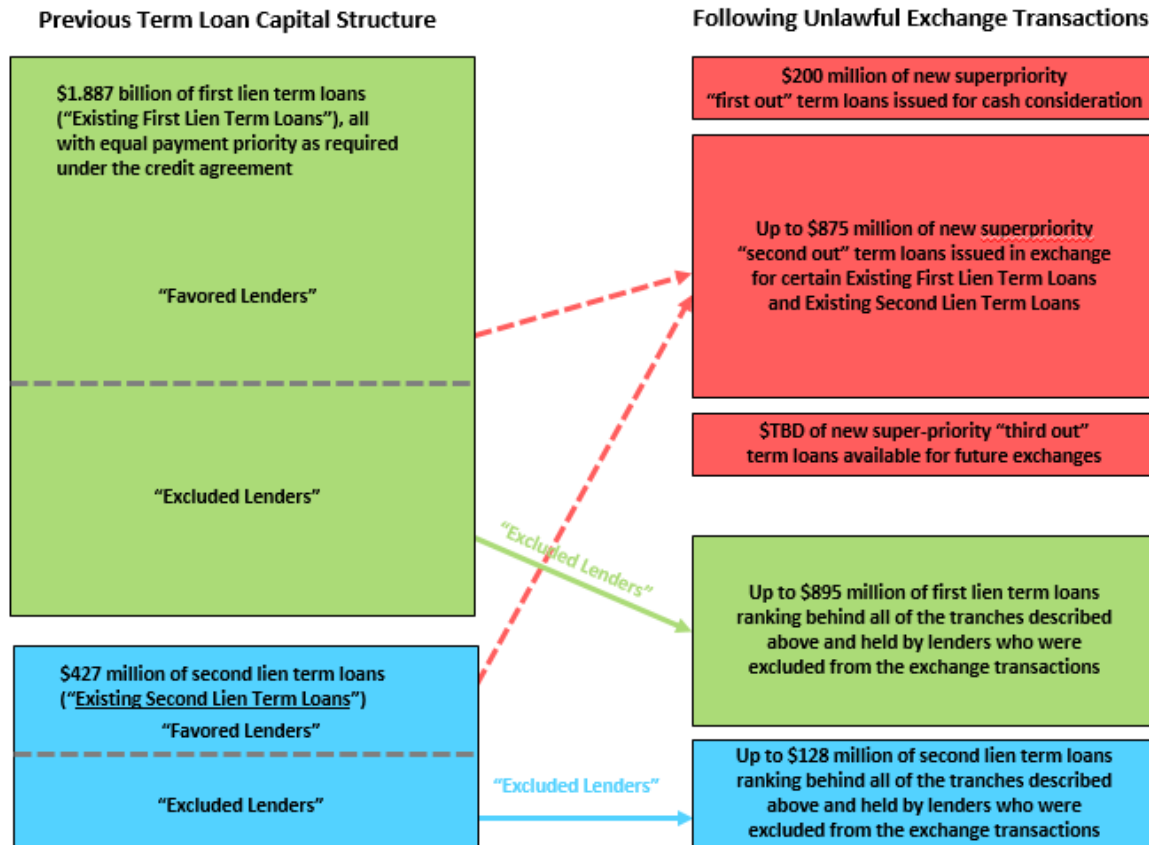 Previous Term Loan Capital Structure
$1.887 billion of first lien term loans
(“Existing First Lien Term Loans”), all
with equal payment priority as required
under the credit agreement
“Favored Lenders”
“Excluded Lenders”
$427 million of second lien term loans
(“Existing Second Lien Term Loans”)
“Favored Lenders”
“Excluded Lenders”
“Excluded Lenders”
“Excluded Lenders”
Following Unlawful Exchange Transactions
$200 million of new superpriority
“first out” term loans issued for cash consideration
Up to $875 million of new superpriority
“second out” term loans issued in exchange
for certain Existing First Lien Term Loans
and Existing Second Lien Term Loans
$TBD of new super-priority “third out”
term loans available for future exchanges
Up to $895 million of first lien term loans
ranking behind all of the tranches described
above and held by lenders who were
excluded from the exchange transactions
Up to $128 million of second lien term loans
ranking behind all of the tranches described
above and held by lenders who were
excluded from the exchange transactions